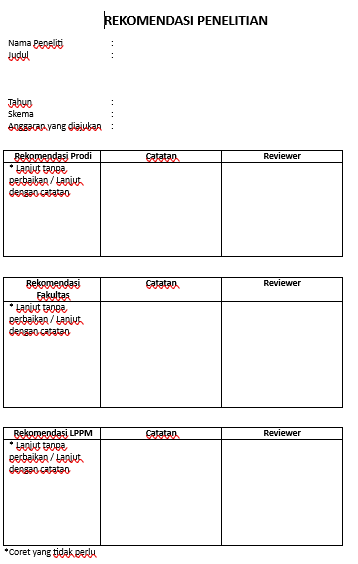 REKOMENDASI PENELITIAN
Nama Peneliti :
Judul :
Tahun :
Skema :
Anggaran yang diajukan :
Rekomendasi Prodi Catatan Reviewer
* Lanjut tanpa
perbaikan / Lanjut
dengan catatan
Rekomendasi Catatan Reviewer
Fakultas
* Lanjut tanpa
perbaikan / Lanjut
dengan catatan
Rekomendasi LPPM Catatan Reviewer
* Lanjut tanpa
perbaikan / Lanjut
dengan catatan
*Coret yang tidak perlu